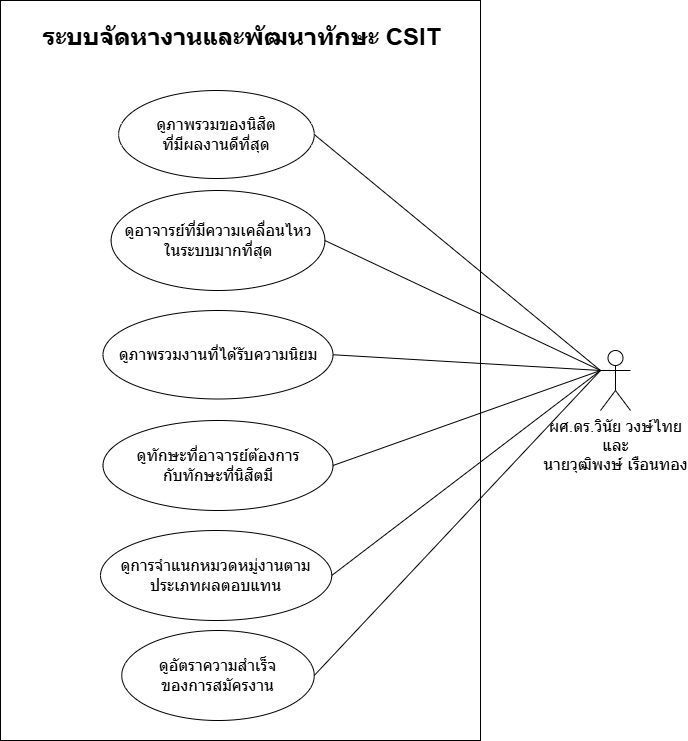 ระบบจัดหางานและพัฒนาทักษะ CSIT
ดูภาพรวมของนิสิต
ที่มีผลงานดีที่สุด
ดูอาจารย์ที่มีความเคลื่อนไหว
ในระบบมากที่สุด
ดูภาพรวมงานที่ได้รับความนิยม
ดูทักษะที่อาจารย์ต้องการ
กับทักษะที่นิสิตมี
ดูการจำแนกหมวดหมู่งานตาม
ประเภทผลตอบแทน
ดูอัตราความสำเร็จ
ของการสมัครงาน
ผศ.ดร.วินัย วงษ์ไทย
และ
นายวุฒิพงษ์ เรือนทอง